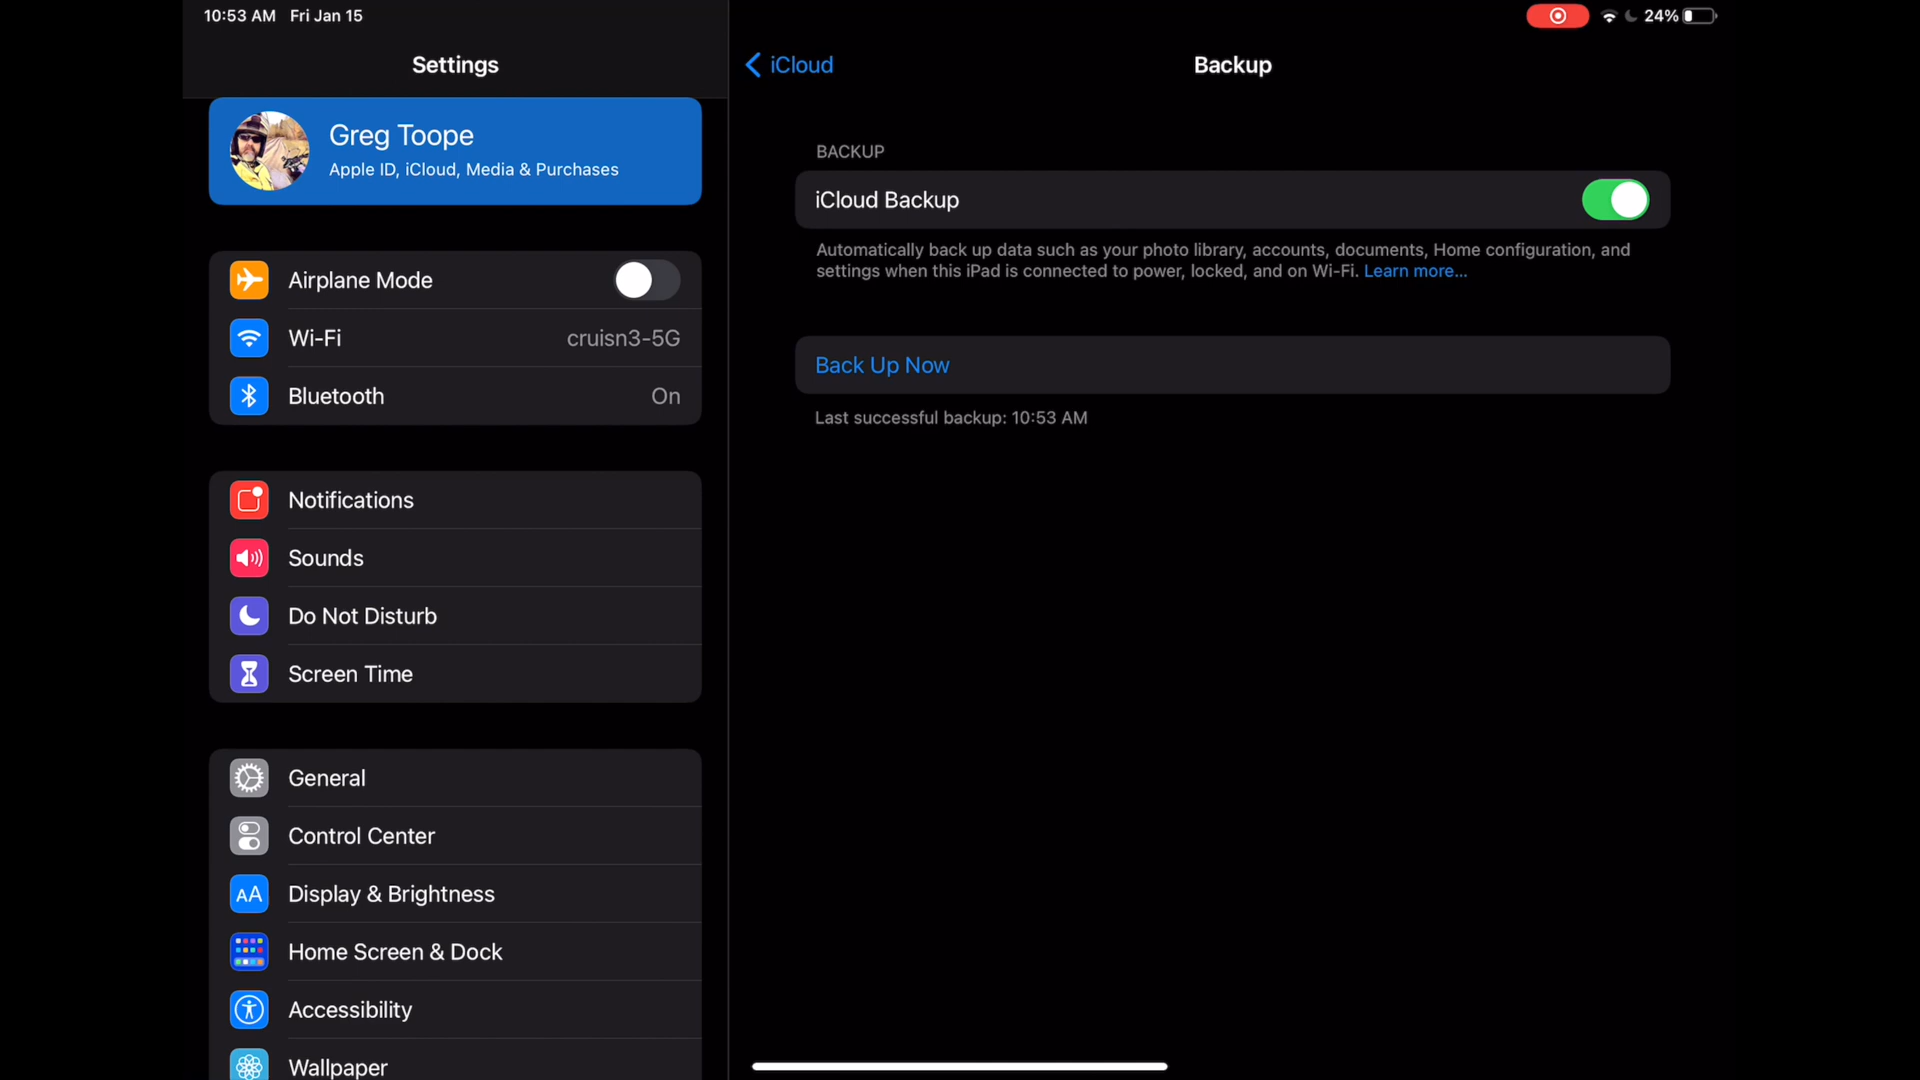 10:53 AM Fri Jan 15
24%
Settings
Greg Toope
Apple ID, iCloud, Media & Purchases
Airplane Mode
Wi-Fi cruisn3-5G
Bluetooth On
Notifications
Sounds
Do Not Disturb
Screen Time
General
Control Center
AA Display & Brightness
Home Screen & Dock
Accessibility
Wallpaper
iCloud
Backup
BACKUP
iCloud Backup
Automatically back up data such as your photo library, accounts, documents, Home configuration, and
settings when this iPad is connected to power, locked, and on Wi-Fi. Learn more...
Back Up Now
Last successful backup: 10:53 AM